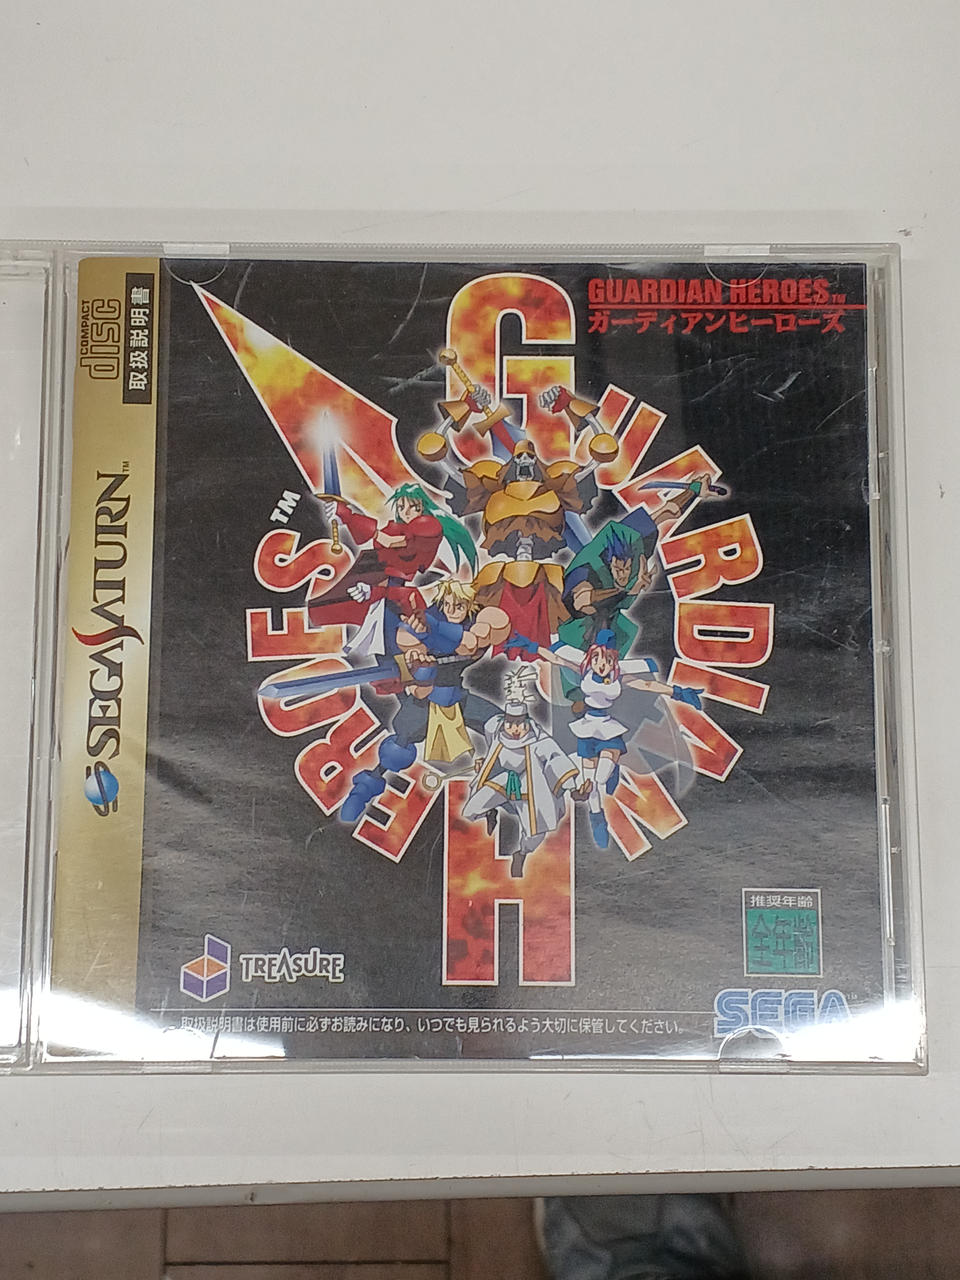 COMPACT
disc
取扱説明書
SEGA SATURN™
GUARDIAN HEROES™
ガーディアンヒーローズ
GUARDIAN
HEROES™
TREASURE
推奨年齢
全年齢
SEGA
取扱説明書は使用前に必ずお読みになり、いつでも見られるよう大切に保管してください。